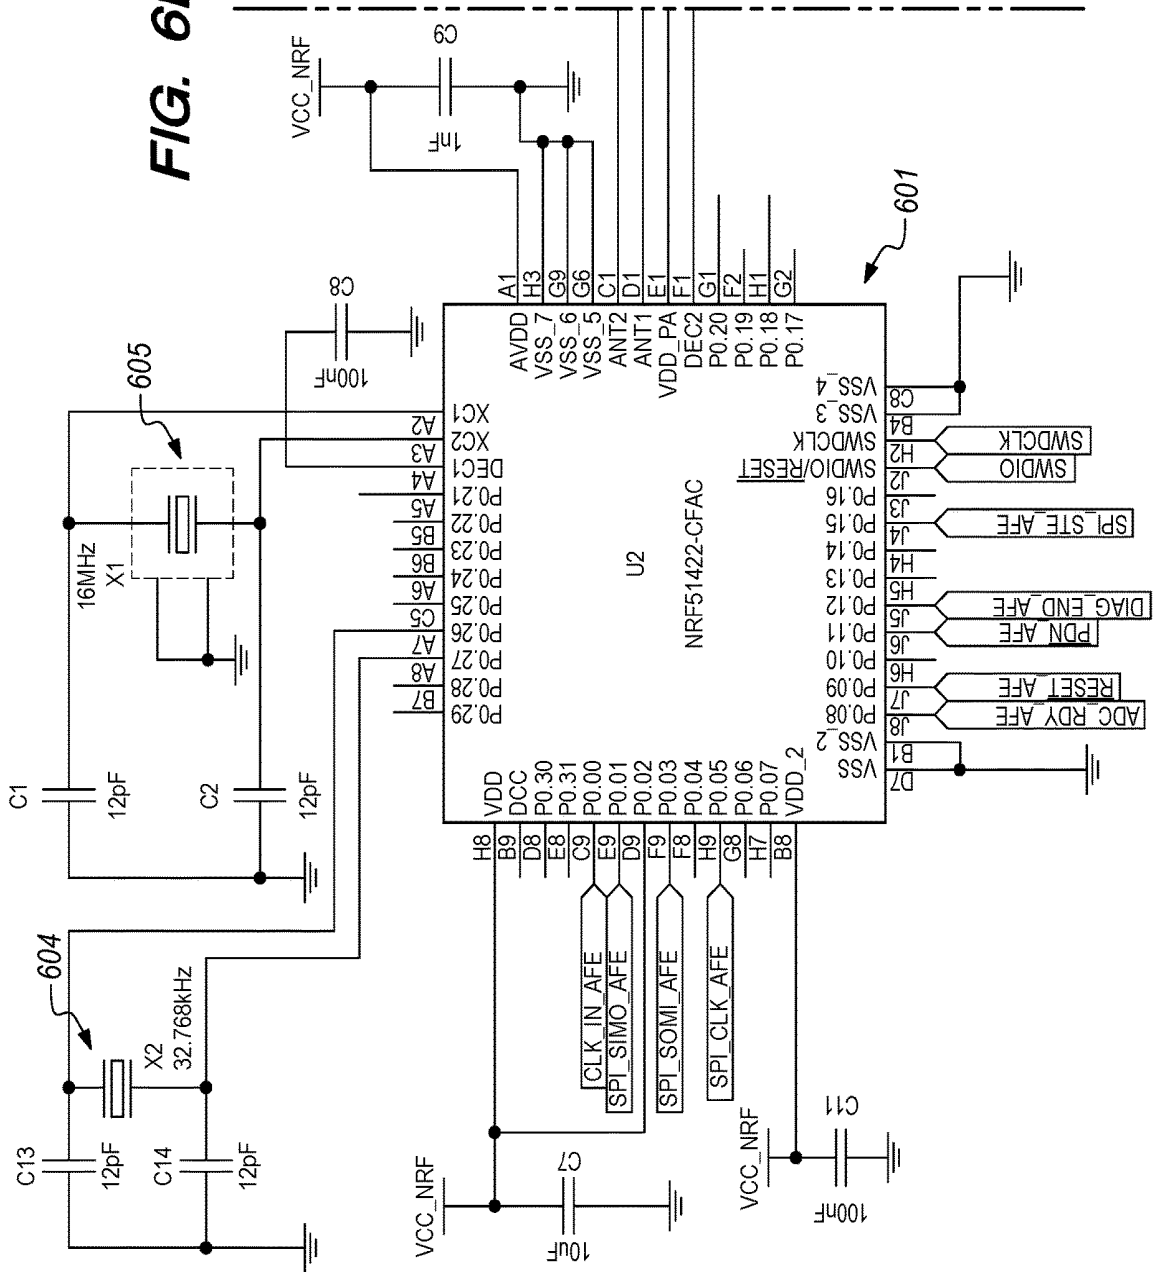 FIG. 6
VCC_NRF
C9
1nF
601
605
C8
100nF
16MHz
X1
C1
12pF
C2
12pF
604
X2
32.768kHz
C13
12pF
C14
12pF
A1
H3
G9
G6
C1
D1
E1
F1
G1
F2
H1
G2
AVDD
VSS_7
VSS_6
VSS_5
ANT2
ANT1
VDD_PA
DEC2
P0.20
P0.19
P0.18
P0.17
A2
A3
A4
A5
B5
B6
A6
C5
A7
A8
B7
XC1
XC2
DEC1
P0.21
P0.22
P0.23
P0.24
P0.25
P0.26
P0.27
P0.28
P0.29
U2
NRF51422-CFAC
VSS_4
VSS_3
SWDCLK
SWDIO/RESET
P0.16
P0.15
P0.14
P0.13
P0.12
P0.11
P0.10
P0.09
P0.08
VSS_2
VSS
C8
B4
H2
J2
J3
J4
H4
H5
J5
J6
H6
J7
J8
B1
D7
SWDCLK
SWDIO
SPI_STE_AFE
DIAG_END_AFE
PDN_AFE
RESET_AFE
ADC_RDY_AFE
VDD
DCC
P0.30
P0.31
P0.00
P0.01
P0.02
P0.03
P0.04
P0.05
P0.06
P0.07
VDD_2
H8
B9
D8
E8
C9
E9
D9
F9
F8
H9
G8
H7
B8
CLK_IN_AFE
SPI_SIMO_AFE
SPI_SOMI_AFE
SPI_CLK_AFE
VCC_NRF
C7
10uF
VCC_NRF
C11
100nF